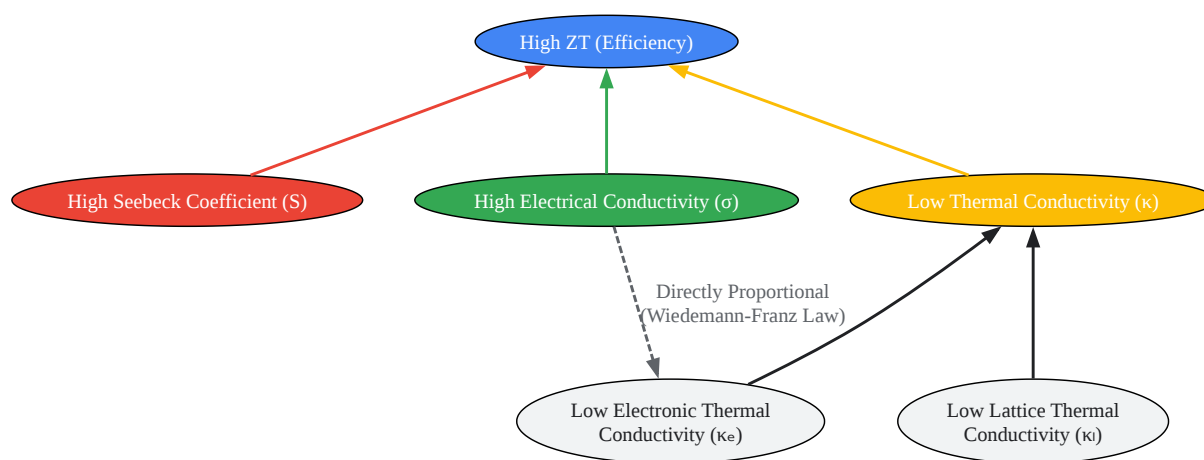 High ZT (Efficiency)
High Seebeck Coefficient (S)
High Electrical Conductivity (σ)
Low Thermal Conductivity (κ)
Directly Proportional
(Wiedemann-Franz Law)
Low Electronic Thermal
Conductivity (κₑ)
Low Lattice Thermal
Conductivity (κₗ)